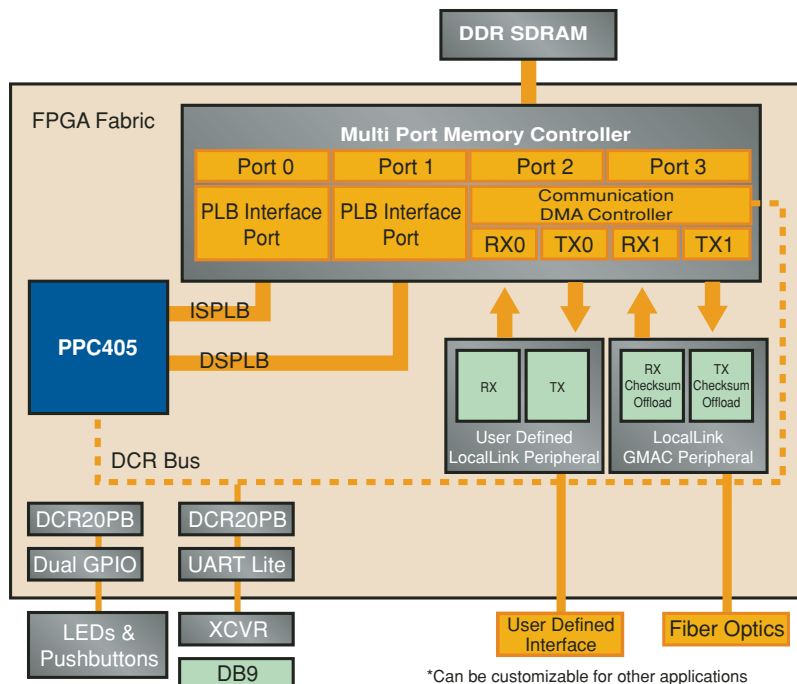 DDR SDRAM
FPGA Fabric
Multi Port Memory Controller
Port 0
Port 1
Port 2
Port 3
PLB Interface
Port
PLB Interface
Port
Communication
DMA Controller
RX0
TX0
RX1
TX1
ISPLB
PPC405
DSPLB
RX
TX
RX
Checksum
Offload
TX
Checksum
Offload
User Defined
LocalLink Peripheral
LocalLink
GMAC Peripheral
DCR Bus
DCR20PB
DCR20PB
Dual GPIO
UART Lite
LEDs &
Pushbuttons
XCVR
DB9
User Defined
Interface
Fiber Optics
*Can be customizable for other applications